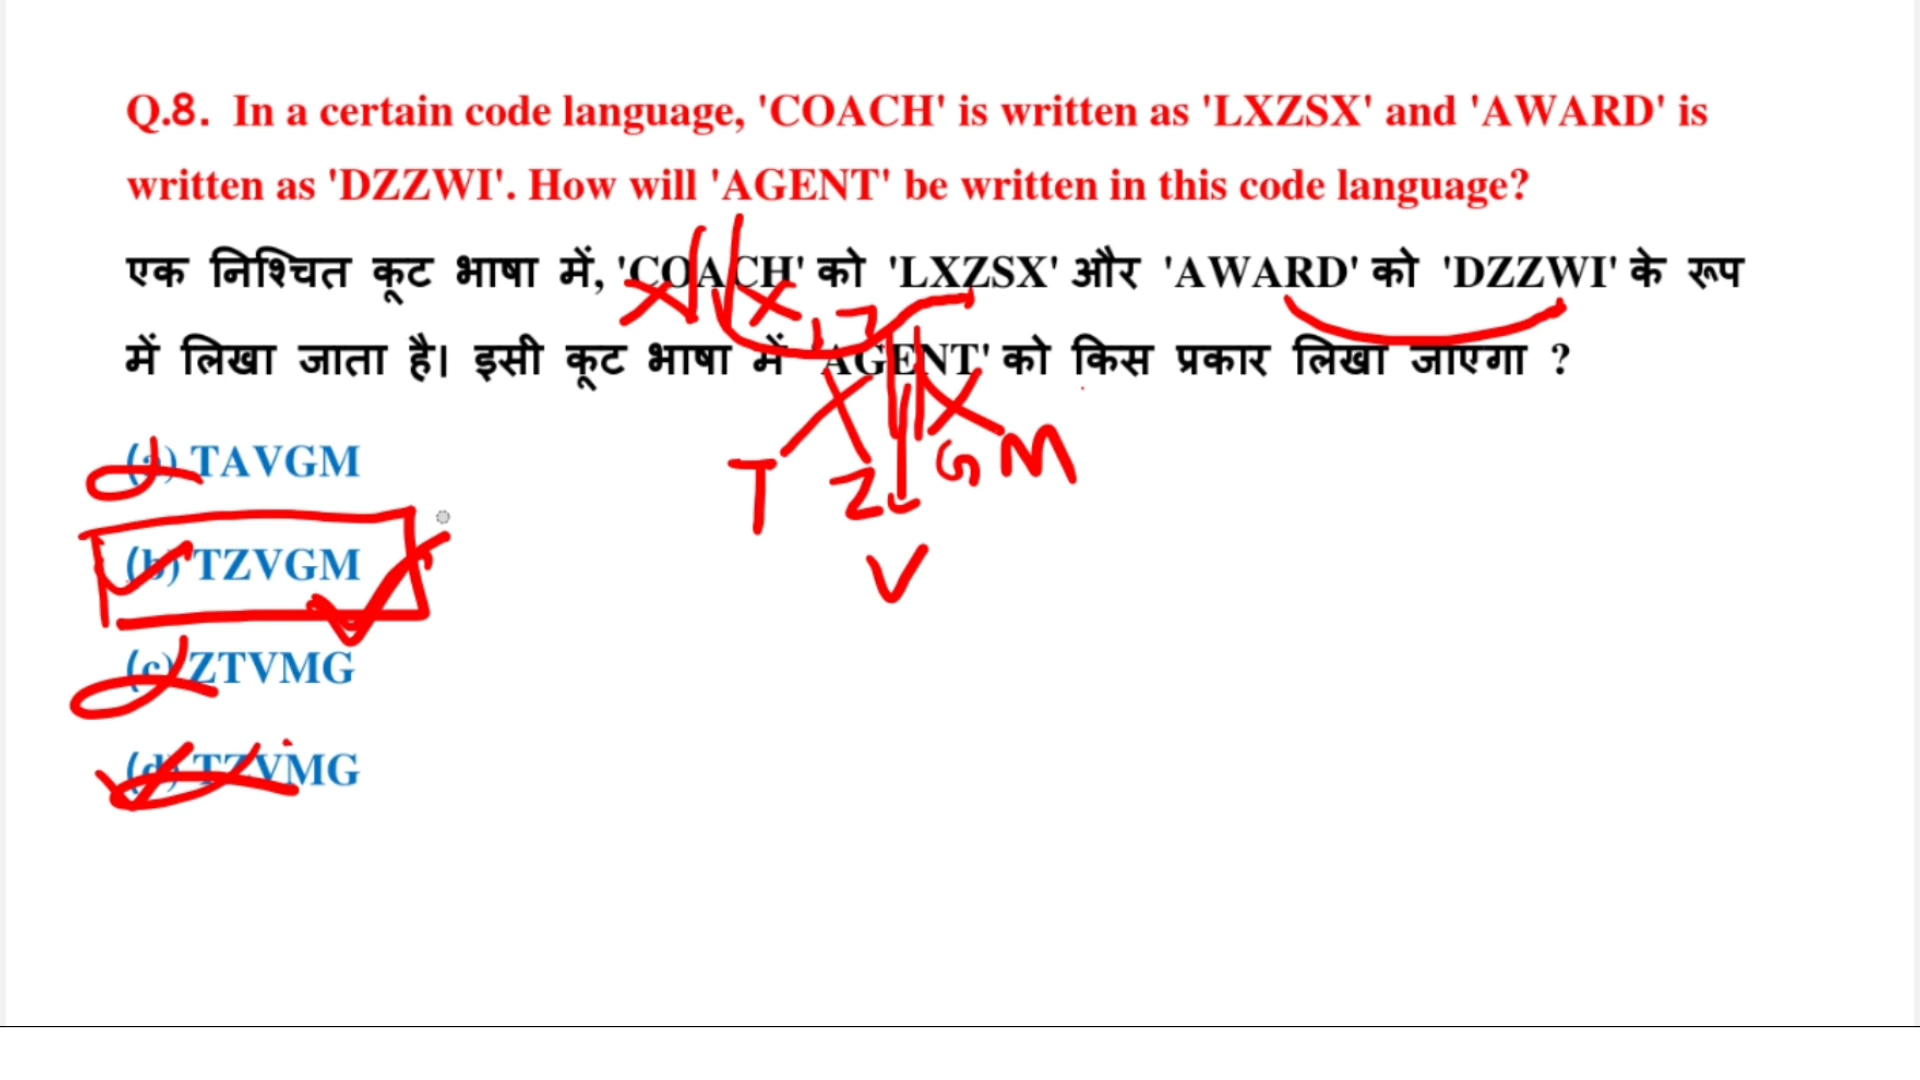 Q.8. In a certain code language, 'COACH' is written as 'LXZSX' and 'AWARD' is
written as 'DZZWI'. How will 'AGENT' be written in this code language?
एक निश्चित कूट भाषा में, 'COACH' को 'LXZSX' और 'AWARD' को 'DZZWI' के रूप
में लिखा जाता है। इसी कूट भाषा में 'AGENT' को किस प्रकार लिखा जाएगा ?
(a) TAVGM
T Z G M
V
(b) TZVGM
(c) ZTVMG
(d) TZVMG